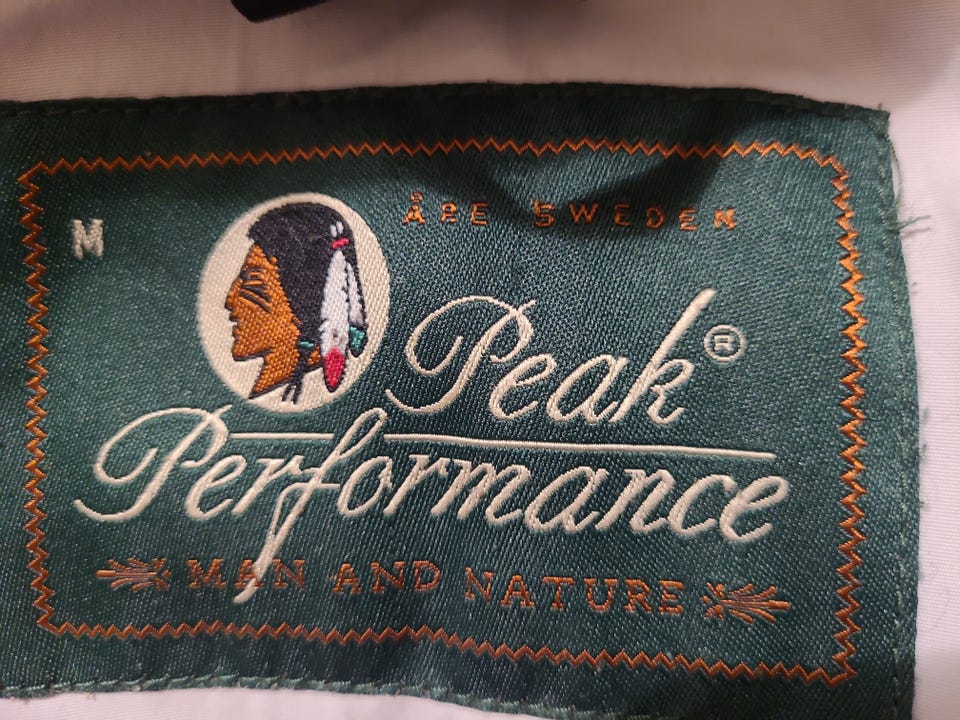 M
ÅRE SWEDEN
Peak®
Performance
MAN AND NATURE